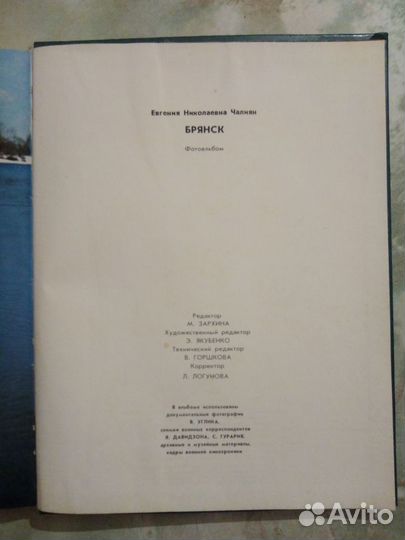 Евгения Николаевна Чалиян
БРЯНСК
Фотоальбом
Редактор
М. ЗАРХИНА
Художественный редактор
Э. ЯКУБЕНКО
Технический редактор
В. ГОРШКОВА
Корректор
Л. ЛОГУНОВА
В альбоме использованы
документальные фотографии
В. УГЛИКА,
снимки военных корреспондентов
Я. ДАВИДЗОНА, С. ГУРАРИЯ,
архивные и музейные материалы,
кадры военной кинохроники
Avito